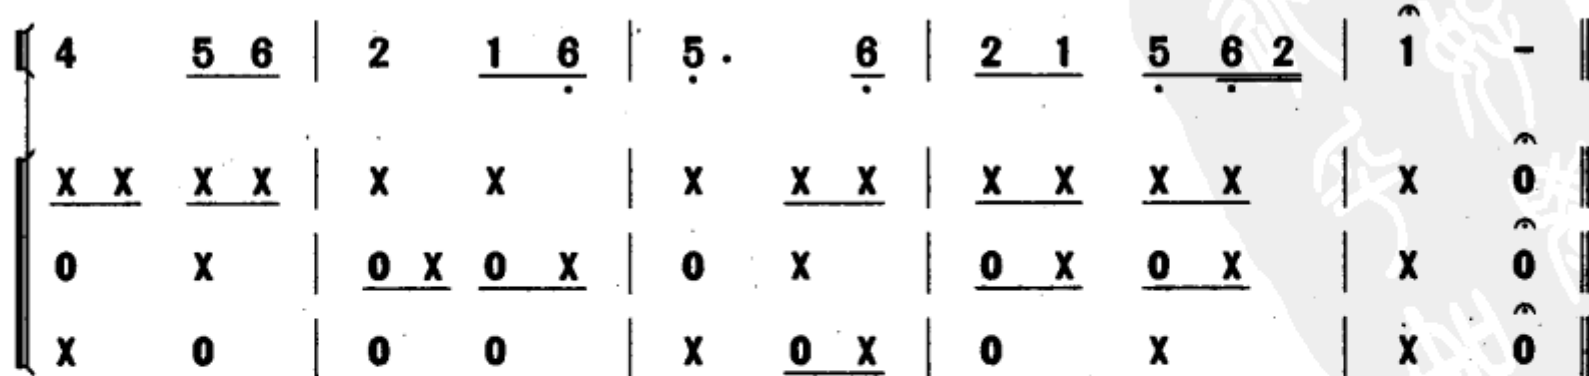 4 5 6 | 2 1 6 | 5 · 6 | 2 1 5 6 2 | 1 - ‖
X X X X | X X | X X X | X X X X | X 0 ‖
0 X | 0 X 0 X | 0 X | 0 X 0 X | X 0 ‖
X 0 | 0 0 | X 0 X | 0 X | X 0 ‖